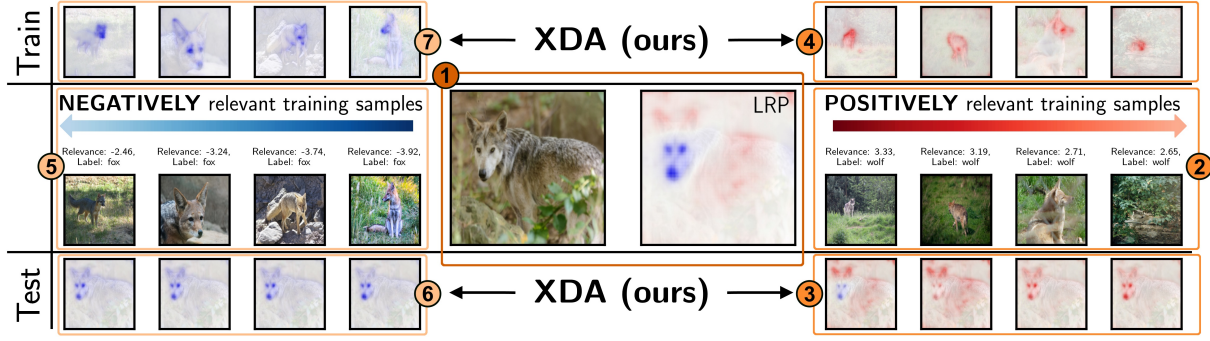 Train
7
XDA (ours)
4
1
NEGATIVELY relevant training samples
LRP
POSITIVELY relevant training samples
5
Relevance: -2.46,
Label: fox
Relevance: -3.24,
Label: fox
Relevance: -3.74,
Label: fox
Relevance: -3.92,
Label: fox
Relevance: 3.33,
Label: wolf
Relevance: 3.19,
Label: wolf
Relevance: 2.71,
Label: wolf
Relevance: 2.65,
Label: wolf
2
Test
6
XDA (ours)
3